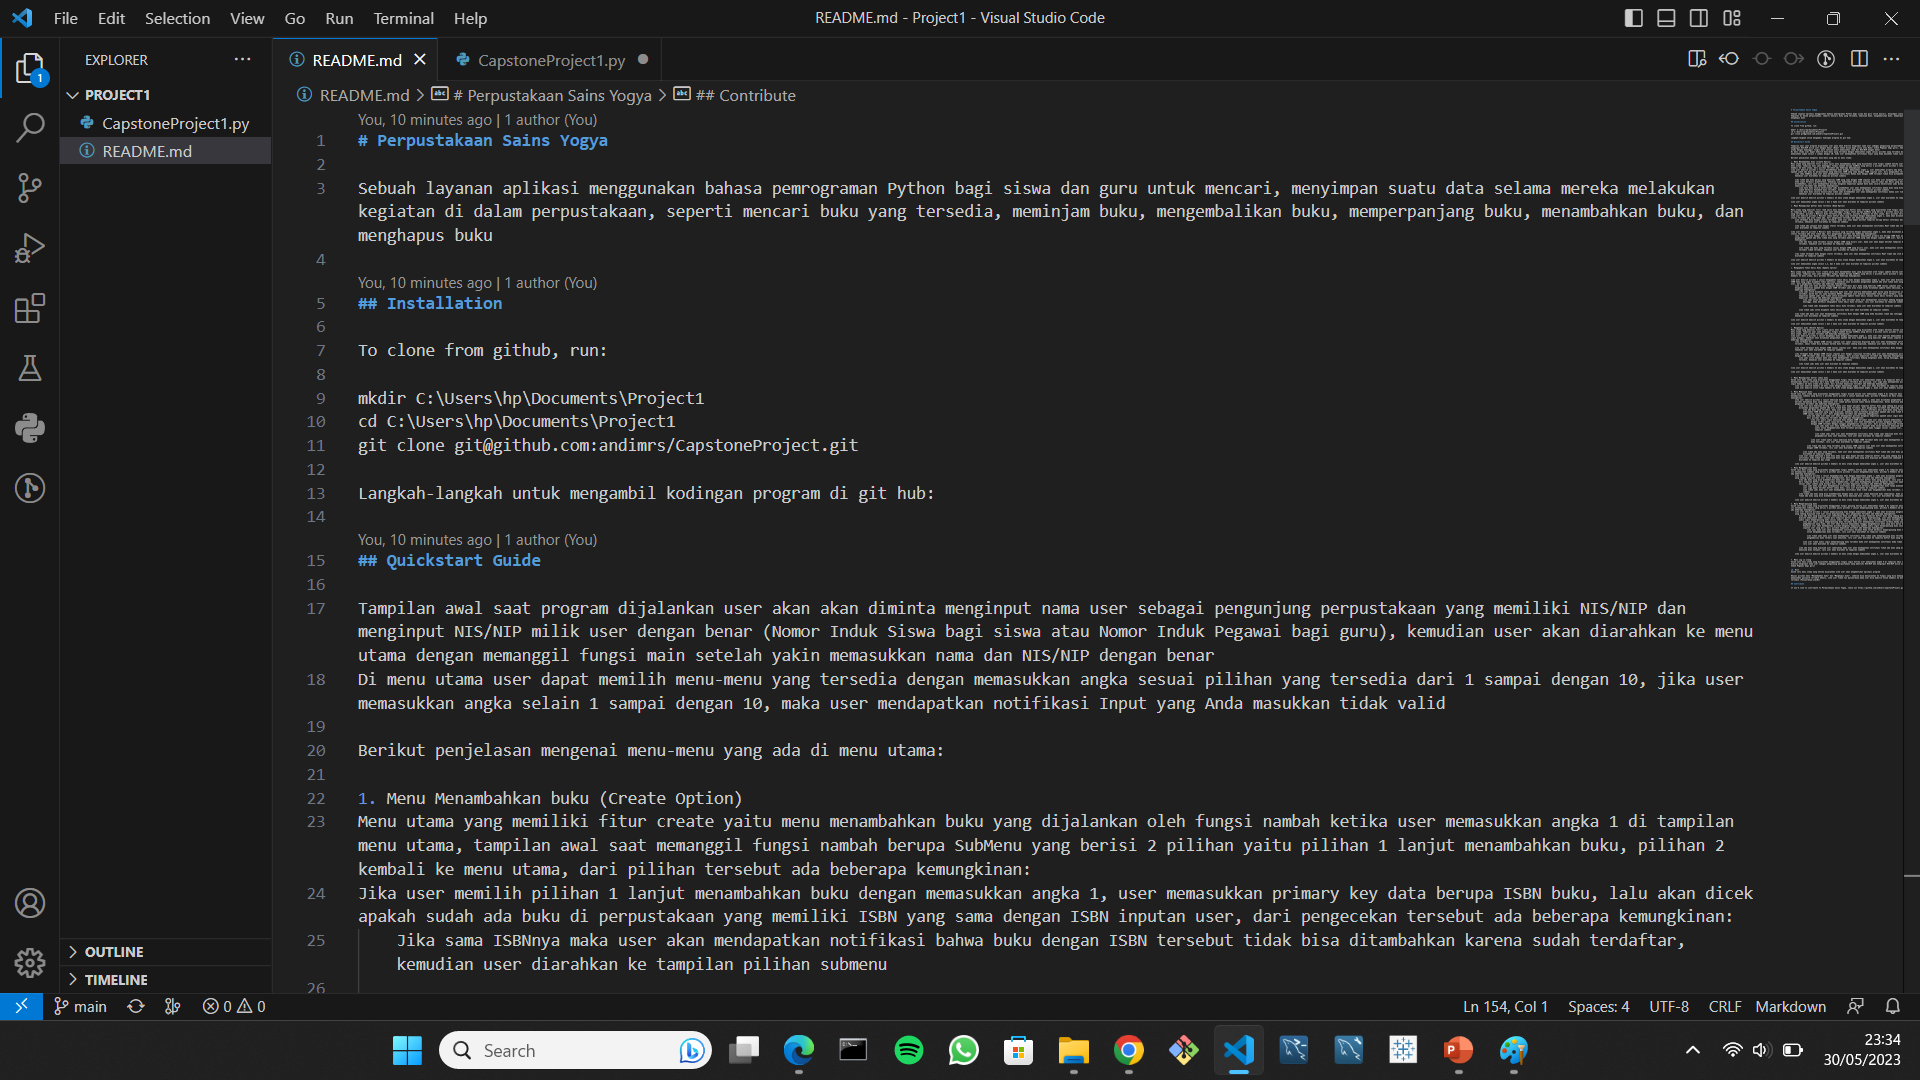 File Edit Selection View Go Run Terminal Help
README.md - Project1 - Visual Studio Code
EXPLORER
README.md
CapstoneProject1.py
1
PROJECT1
CapstoneProject1.py
README.md
README.md > # Perpustakaan Sains Yogya > ## Contribute
You, 10 minutes ago | 1 author (You)
1 # Perpustakaan Sains Yogya
2
3 Sebuah layanan aplikasi menggunakan bahasa pemrograman Python bagi siswa dan guru untuk mencari, menyimpan suatu data selama mereka melakukan
kegiatan di dalam perpustakaan, seperti mencari buku yang tersedia, meminjam buku, mengembalikan buku, memperpanjang buku, menambahkan buku, dan
menghapus buku
4
You, 10 minutes ago | 1 author (You)
5 ## Installation
6
7 To clone from github, run:
8
9 mkdir C:\Users\hp\Documents\Project1
10 cd C:\Users\hp\Documents\Project1
11 git clone git@github.com:andimrs/CapstoneProject.git
12
13 Langkah-langkah untuk mengambil kodingan program di git hub:
14
You, 10 minutes ago | 1 author (You)
15 ## Quickstart Guide
16
17 Tampilan awal saat program dijalankan user akan akan diminta menginput nama user sebagai pengunjung perpustakaan yang memiliki NIS/NIP dan
menginput NIS/NIP milik user dengan benar (Nomor Induk Siswa bagi siswa atau Nomor Induk Pegawai bagi guru), kemudian user akan diarahkan ke menu
utama dengan memanggil fungsi main setelah yakin memasukkan nama dan NIS/NIP dengan benar
18 Di menu utama user dapat memilih menu-menu yang tersedia dengan memasukkan angka sesuai pilihan yang tersedia dari 1 sampai dengan 10, jika user
memasukkan angka selain 1 sampai dengan 10, maka user mendapatkan notifikasi Input yang Anda masukkan tidak valid
19
20 Berikut penjelasan mengenai menu-menu yang ada di menu utama:
21
22 1. Menu Menambahkan buku (Create Option)
23 Menu utama yang memiliki fitur create yaitu menu menambahkan buku yang dijalankan oleh fungsi nambah ketika user memasukkan angka 1 di tampilan
menu utama, tampilan awal saat memanggil fungsi nambah berupa SubMenu yang berisi 2 pilihan yaitu pilihan 1 lanjut menambahkan buku, pilihan 2
kembali ke menu utama, dari pilihan tersebut ada beberapa kemungkinan:
24 Jika user memilih pilihan 1 lanjut menambahkan buku dengan memasukkan angka 1, user memasukkan primary key data berupa ISBN buku, lalu akan dicek
apakah sudah ada buku di perpustakaan yang memiliki ISBN yang sama dengan ISBN inputan user, dari pengecekan tersebut ada beberapa kemungkinan:
25 Jika sama ISBNnya maka user akan mendapatkan notifikasi bahwa buku dengan ISBN tersebut tidak bisa ditambahkan karena sudah terdaftar,
kemudian user diarahkan ke tampilan pilihan submenu
26
OUTLINE
TIMELINE
main 0 0
Ln 154, Col 1 Spaces: 4 UTF-8 CRLF Markdown
Search
23:34
30/05/2023